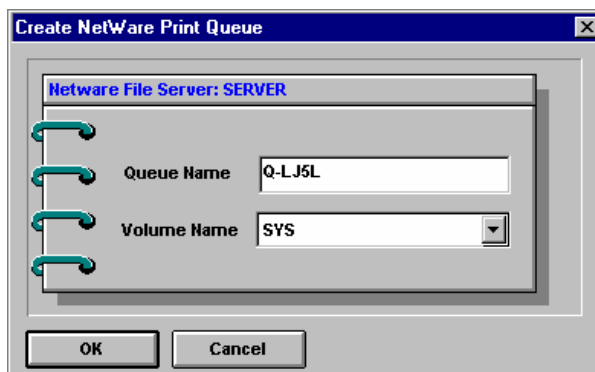 Create NetWare Print Queue
Netware File Server: SERVER
Queue Name Q-LJ5L
Volume Name SYS
OK Cancel